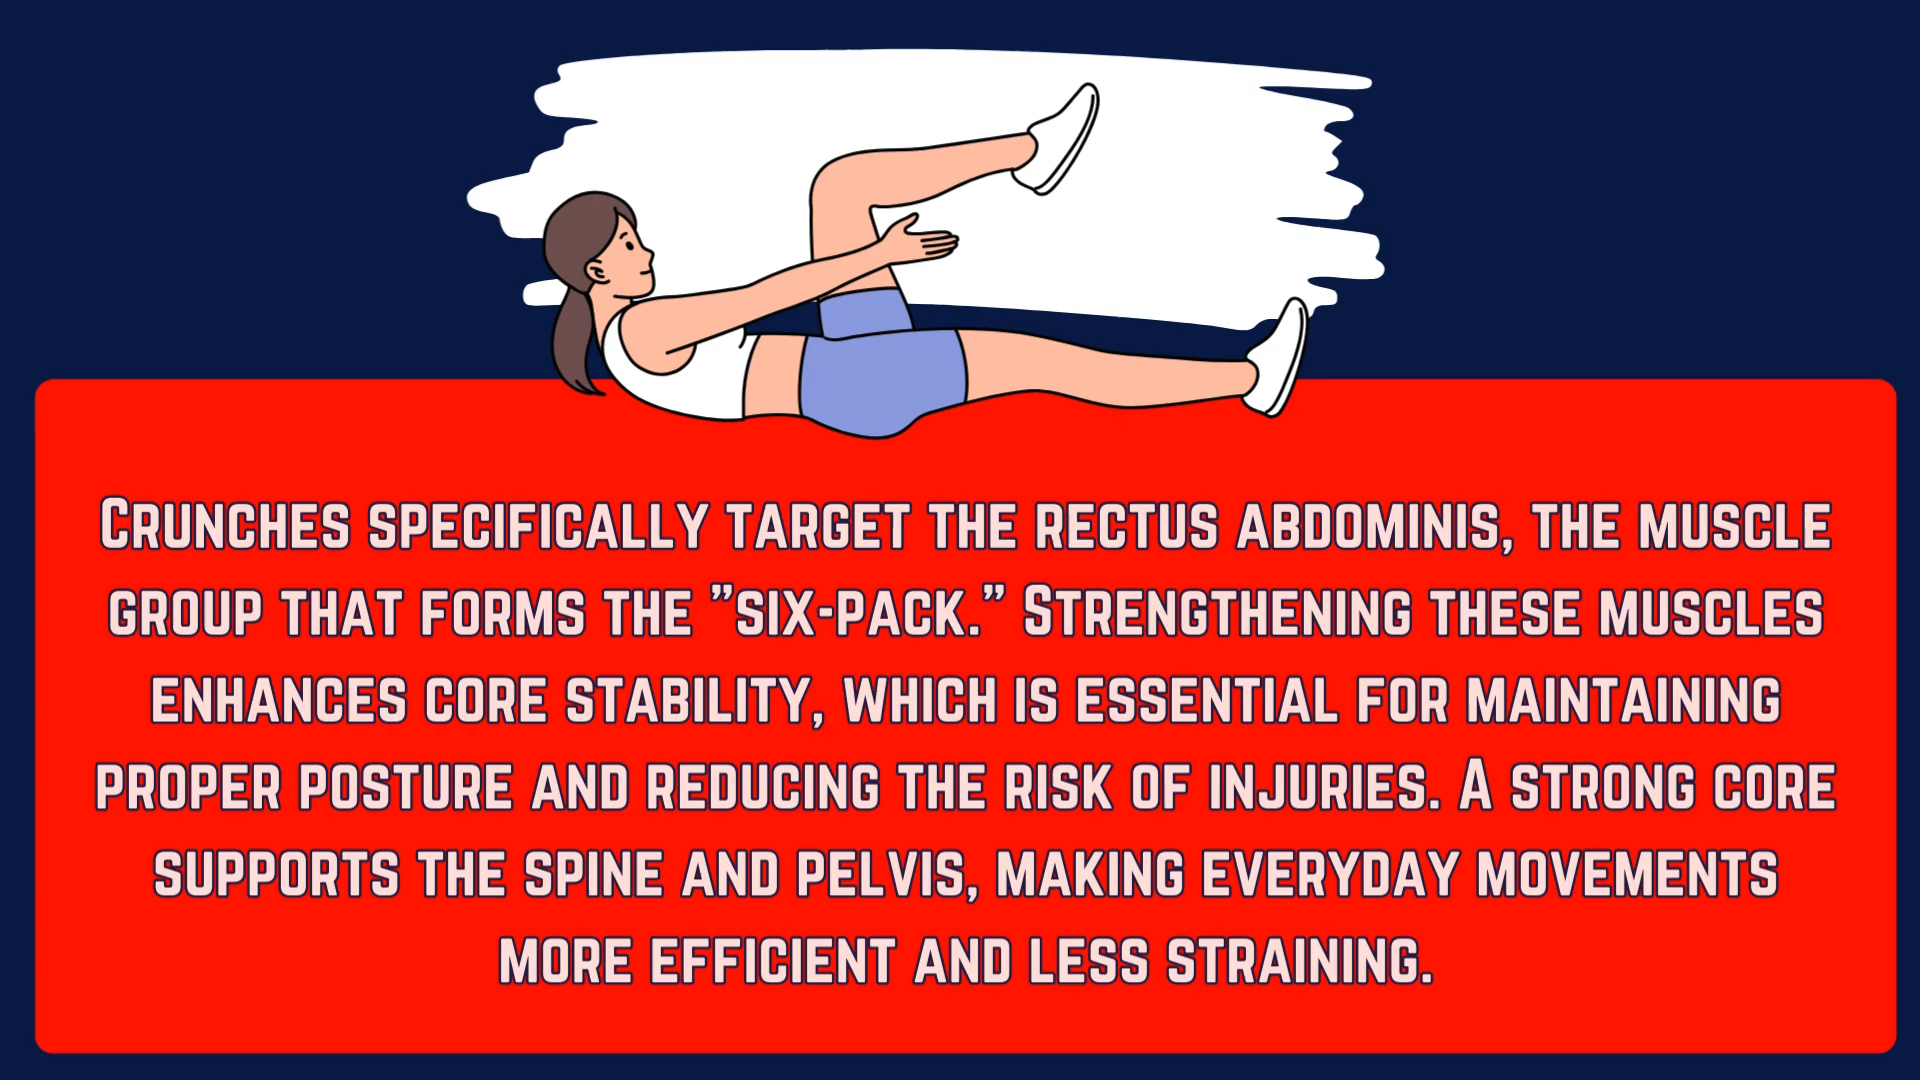 Crunches specifically target the rectus abdominis, the muscle
group that forms the ”six-pack.” Strengthening these muscles
enhances core stability, which is essential for maintaining
proper posture and reducing the risk of injuries. A strong core
supports the spine and pelvis, making everyday movements
more efficient and less straining.